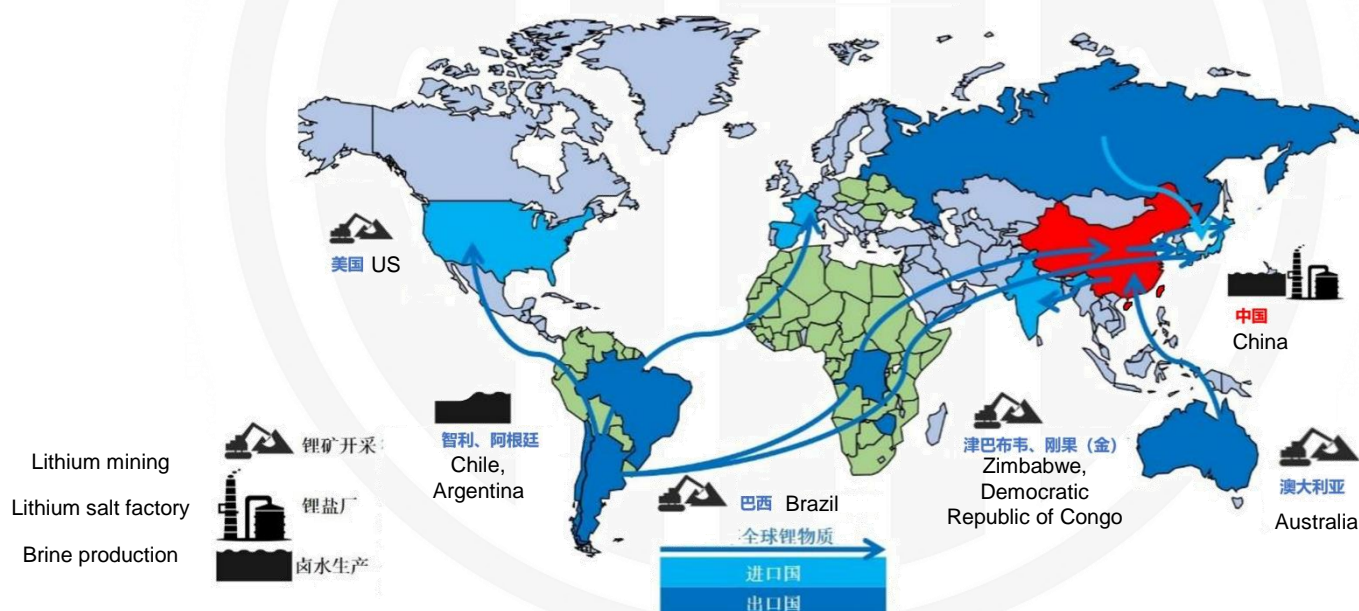 美国 US
中国
China
智利、阿根廷
Chile,
Argentina
巴西 Brazil
津巴布韦、刚果（金）
Zimbabwe,
Democratic
Republic of Congo
澳大利亚
Australia
Lithium mining
锂矿开采
Lithium salt factory
锂盐厂
Brine production
卤水生产
全球锂物质
进口国
出口国